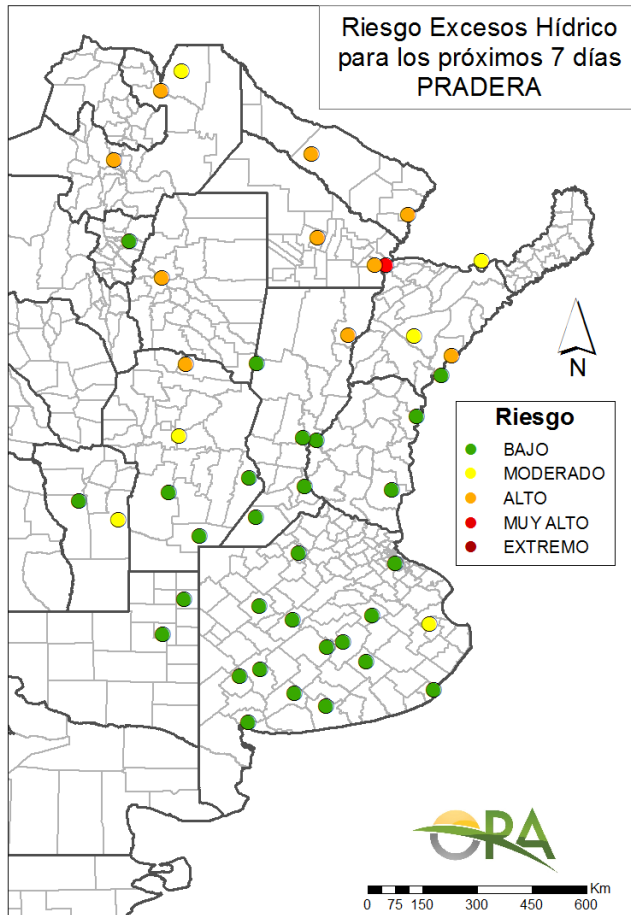 Riesgo Excesos Hídrico
para los próximos 7 días
PRADERA
N
Riesgo
BAJO
MODERADO
ALTO
MUY ALTO
EXTREMO
OPA
Km
0 75 150 300 450 600